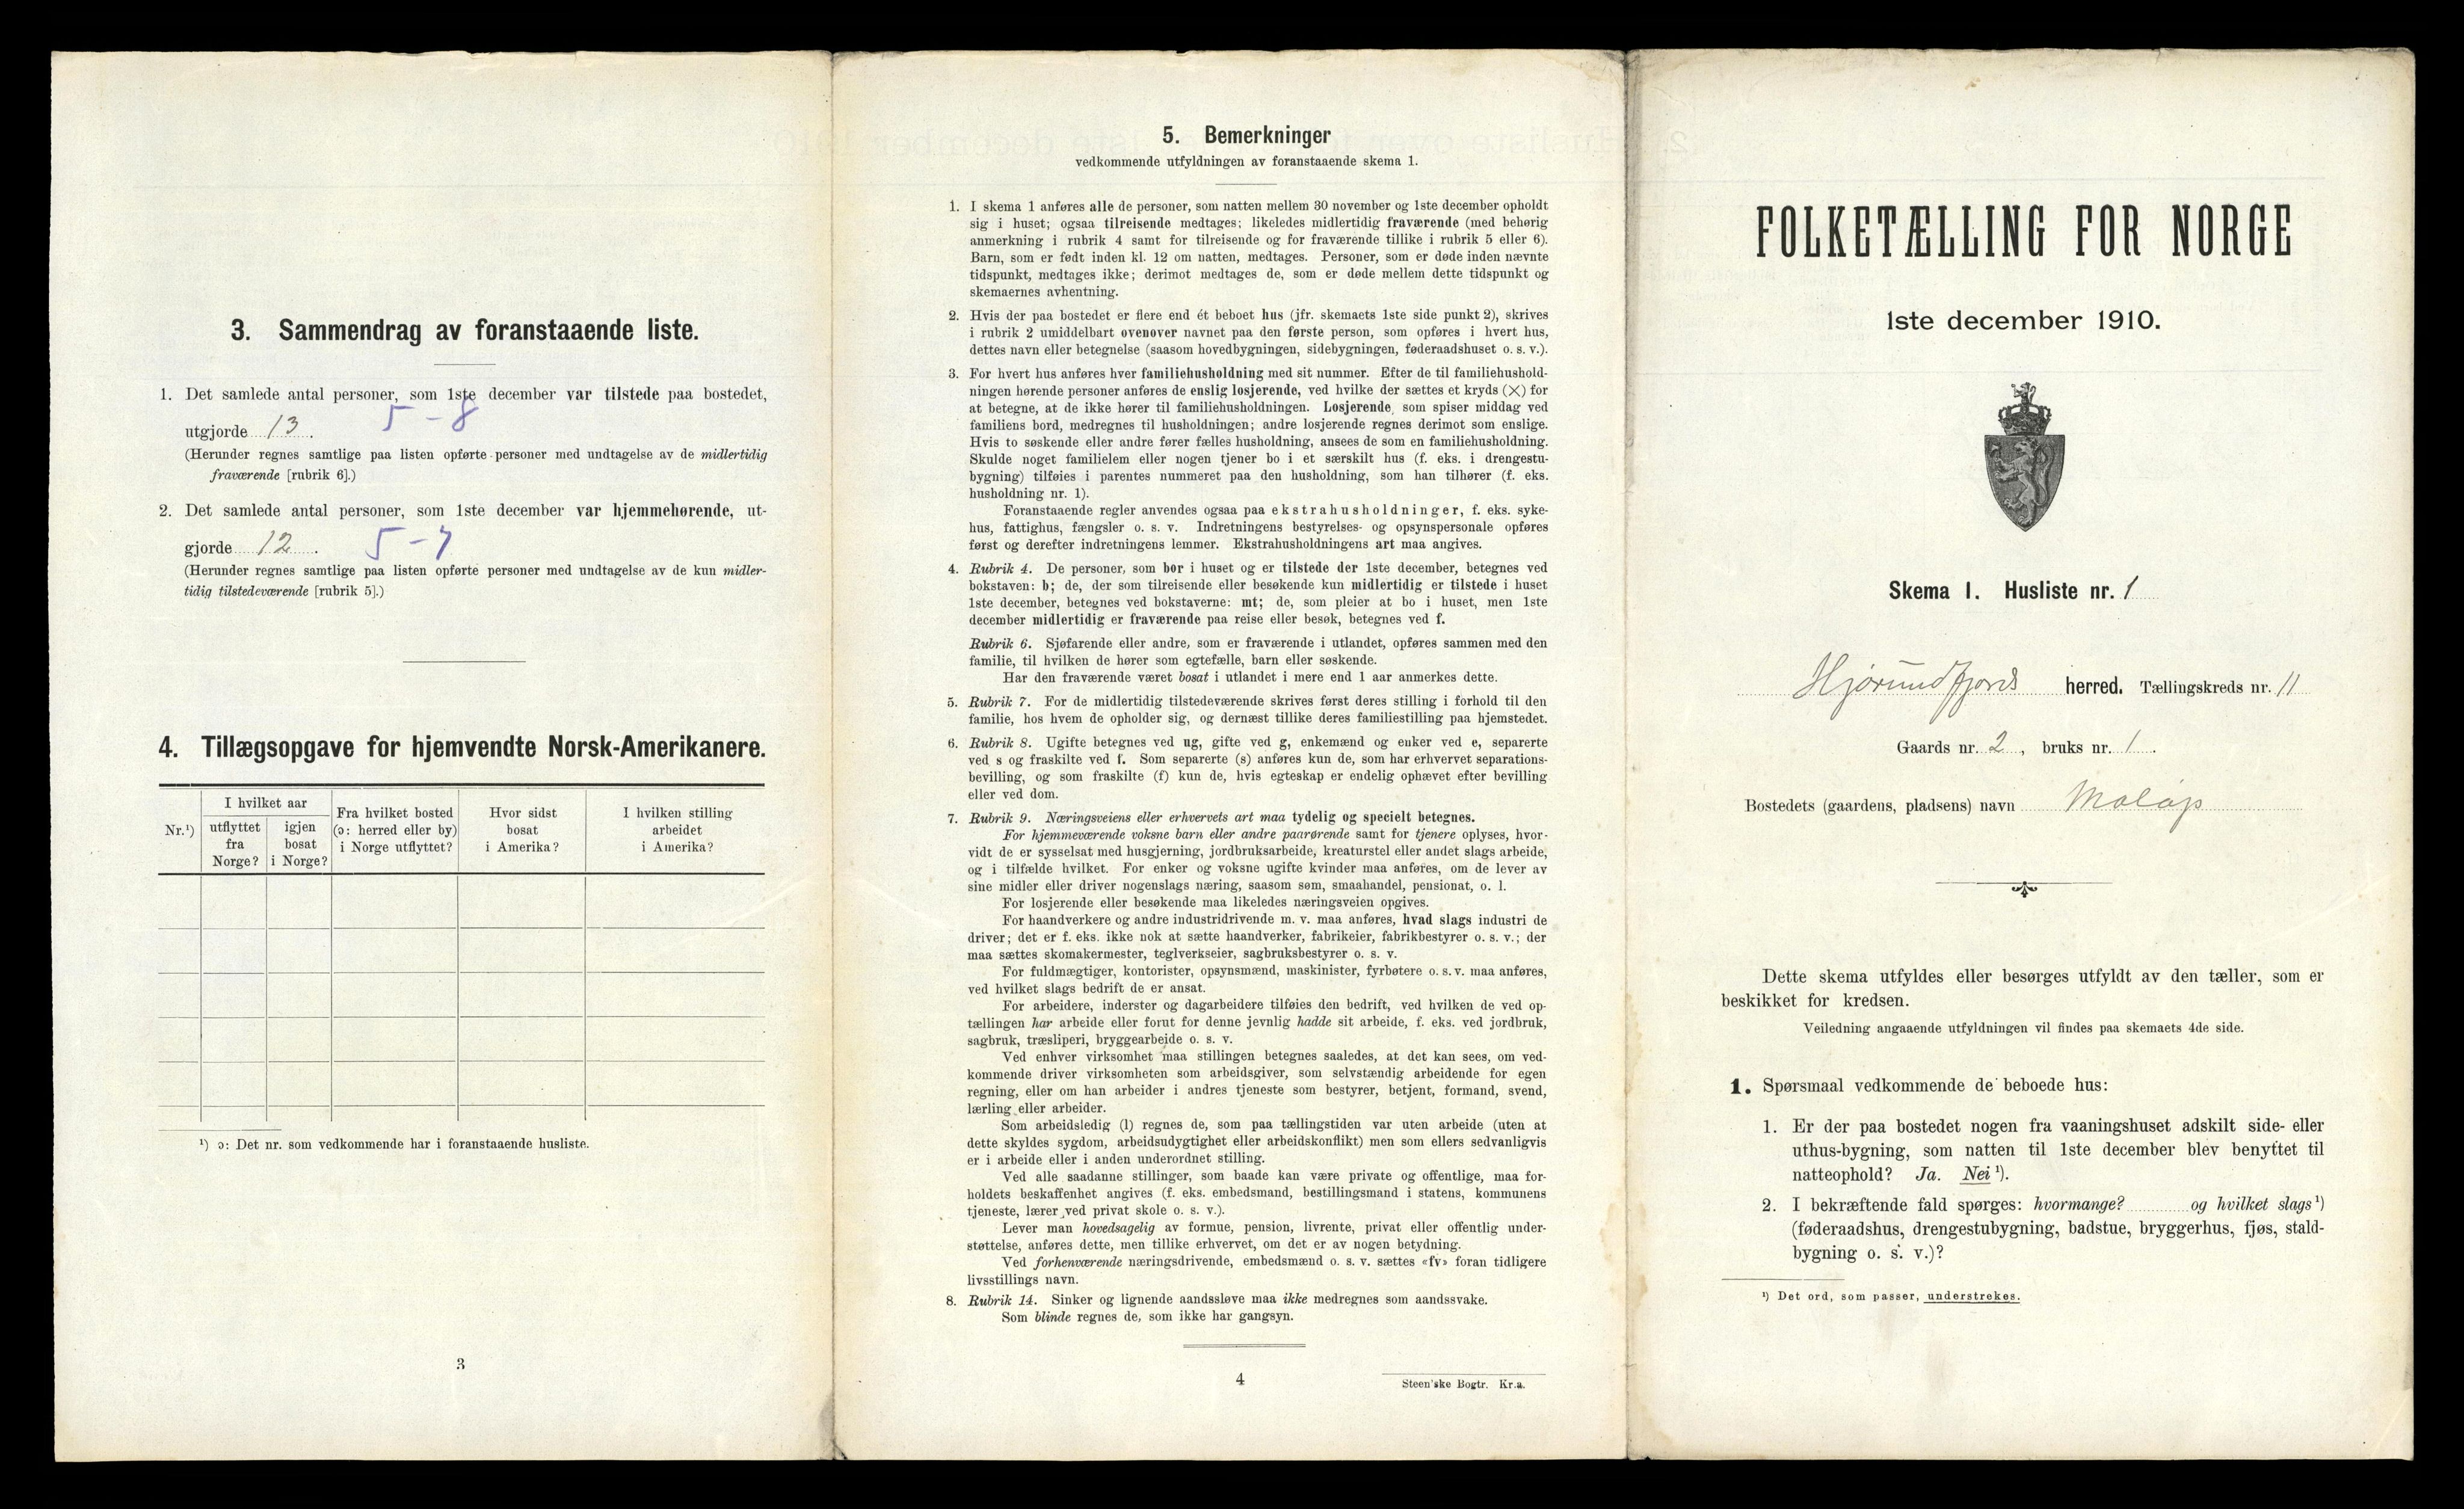 3. Sammendrag av foranstaaende liste.
1. Det samlede antal personer, som 1ste december var tilstede paa bostedet,
5 – 8
utgjorde 13.
(Herunder regnes samtlige paa listen opførte personer med undtagelse av de midlertidig
fraværende [rubrik 6].)
2. Det samlede antal personer, som 1ste december var hjemmehørende, ut-
gjorde 12. 5 – 7
(Herunder regnes samtlige paa listen opførte personer med undtagelse av de kun midler-
tidig tilstedeværende [rubrik 5].)
4. Tillægsopgave for hjemvendte Norsk-Amerikanere.
Nr.¹)
I hvilket aar
utflyttet
fra
Norge?
igjen
bosat
i Norge?
Fra hvilket bosted
(ɔ: herred eller by)
i Norge utflyttet?
Hvor sidst
bosat
i Amerika?
I hvilken stilling
arbeidet
i Amerika?
¹) ɔ: Det nr. som vedkommende har i foranstaaende husliste.
3
5. Bemerkninger
vedkommende utfyldningen av foranstaaende skema 1.
1. I skema 1 anføres alle de personer, som natten mellem 30 november og 1ste december opholdt
sig i huset; ogsaa tilreisende medtages; likeledes midlertidig fraværende (med behørig
anmerkning i rubrik 4 samt for tilreisende og for fraværende tillike i rubrik 5 eller 6).
Barn, som er født inden kl. 12 om natten, medtages. Personer, som er døde inden nævnte
tidspunkt, medtages ikke; derimot medtages de, som er døde mellem dette tidspunkt og
skemaernes avhentning.
2. Hvis der paa bostedet er flere end ét beboet hus (jfr. skemaets 1ste side punkt 2), skrives
i rubrik 2 umiddelbart ovenover navnet paa den første person, som opføres i hvert hus,
dettes navn eller betegnelse (saasom hovedbygningen, sidebygningen, føderaadshuset o. s. v.).
3. For hvert hus anføres hver familiehusholdning med sit nummer. Efter de til familiehushold-
ningen hørende personer anføres de enslig losjerende, ved hvilke der sættes et kryds (×) for
at betegne, at de ikke hører til familiehusholdningen. Losjerende, som spiser middag ved
familiens bord, medregnes til husholdningen; andre losjerende regnes derimot som enslige.
Hvis to søskende eller andre fører fælles husholdning, ansees de som en familiehusholdning.
Skulde noget familielem eller nogen tjener bo i et særskilt hus (f. eks. i drengestu-
bygning) tilføies i parentes nummeret paa den husholdning, som han tilhører (f. eks.
husholdning nr. 1).
Foranstaaende regler anvendes ogsaa paa ekstrahusholdninger, f. eks. syke-
hus, fattighus, fængsler o. s. v. Indretningens bestyrelses- og opsynspersonale opføres
først og derefter indretningens lemmer. Ekstrahusholdningens art maa angives.
4. Rubrik 4. De personer, som bor i huset og er tilstede der 1ste december, betegnes ved
bokstaven: b; de, der som tilreisende eller besøkende kun midlertidig er tilstede i huset
1ste december, betegnes ved bokstaverne: mt; de, som pleier at bo i huset, men 1ste
december midlertidig er fraværende paa reise eller besøk, betegnes ved f.
Rubrik 6. Sjøfarende eller andre, som er fraværende i utlandet, opføres sammen med den
familie, til hvilken de hører som egtefælle, barn eller søskende.
Har den fraværende været bosat i utlandet i mere end 1 aar anmerkes dette.
5. Rubrik 7. For de midlertidig tilstedeværende skrives først deres stilling i forhold til den
familie, hos hvem de opholder sig, og dernæst tillike deres familiestilling paa hjemstedet.
6. Rubrik 8. Ugifte betegnes ved ug, gifte ved g, enkemænd og enker ved e, separerte
ved s og fraskilte ved f. Som separerte (s) anføres kun de, som har erhvervet separations-
bevilling, og som fraskilte (f) kun de, hvis egteskap er endelig ophævet efter bevilling
eller ved dom.
7. Rubrik 9. Næringsveiens eller erhvervets art maa tydelig og specielt betegnes.
For hjemmeværende voksne barn eller andre paarørende samt for tjenere oplyses, hvor-
vidt de er sysselsat med husgjerning, jordbruksarbeide, kreaturstel eller andet slags arbeide,
og i tilfælde hvilket. For enker og voksne ugifte kvinder maa anføres, om de lever av
sine midler eller driver nogenslags næring, saasom søm, smaahandel, pensionat, o. l.
For losjerende eller besøkende maa likeledes næringsveien opgives.
For haandverkere og andre industridrivende m. v. maa anføres, hvad slags industri de
driver; det er f. eks. ikke nok at sætte haandverker, fabrikeier, fabrikbestyrer o. s. v.; der
maa sættes skomakermester, teglverkseier, sagbruksbestyrer o. s. v.
For fuldmægtiger, kontorister, opsynsmænd, maskinister, fyrbøtere o. s. v. maa anføres,
ved hvilket slags bedrift de er ansat.
For arbeidere, inderster og dagarbeidere tilføies den bedrift, ved hvilken de ved op-
tællingen har arbeide eller forut for denne jevnlig hadde sit arbeide, f. eks. ved jordbruk,
sagbruk, træsliperi, bryggearbeide o. s. v.
Ved enhver virksomhet maa stillingen betegnes saaledes, at det kan sees, om ved-
kommende driver virksomheten som arbeidsgiver, som selvstændig arbeidende for egen
regning, eller om han arbeider i andres tjeneste som bestyrer, betjent, formand, svend,
lærling eller arbeider.
Som arbeidsledig (l) regnes de, som paa tællingstiden var uten arbeide (uten at
dette skyldes sygdom, arbeidsudygtighet eller arbeidskonflikt) men som ellers sedvanligvis
er i arbeide eller i anden underordnet stilling.
Ved alle saadanne stillinger, som baade kan være private og offentlige, maa for-
holdets beskaffenhet angives (f. eks. embedsmand, bestillingsmand i statens, kommunens
tjeneste, lærer ved privat skole o. s. v.).
Lever man hovedsagelig av formue, pension, livrente, privat eller offentlig under-
støttelse, anføres dette, men tillike erhvervet, om det er av nogen betydning.
Ved forhenværende næringsdrivende, embedsmænd o. s. v. sættes «fv» foran tidligere
livsstillings navn.
8. Rubrik 14. Sinker og lignende aandssløve maa ikke medregnes som aandssvake.
Som blinde regnes de, som ikke har gangsyn.
4
Steen'ske Bogtr. Kr.a.
FOLKETÆLLING FOR NORGE
1ste december 1910.
Skema 1. Husliste nr. 1
Hjørundfjords herred. Tællingskreds nr. 11
Gaards nr. 2, bruks nr. 1.
Bostedets (gaardens, pladsens) navn
Dette skema utfyldes eller besørges utfyldt av den tæller, som er
beskikket for kredsen.
Veiledning angaaende utfyldningen vil findes paa skemaets 4de side.
1. Spørsmaal vedkommende de beboede hus:
1. Er der paa bostedet nogen fra vaaningshuset adskilt side- eller
uthus-bygning, som natten til 1ste december blev benyttet til
natteophold? Ja. Nei ¹).
2. I bekræftende fald spørges: hvormange? og hvilket slags ¹)
(føderaadshus, drengestubygning, badstue, bryggerhus, fjøs, stald-
bygning o. s. v.)?
¹) Det ord, som passer, understrekes.